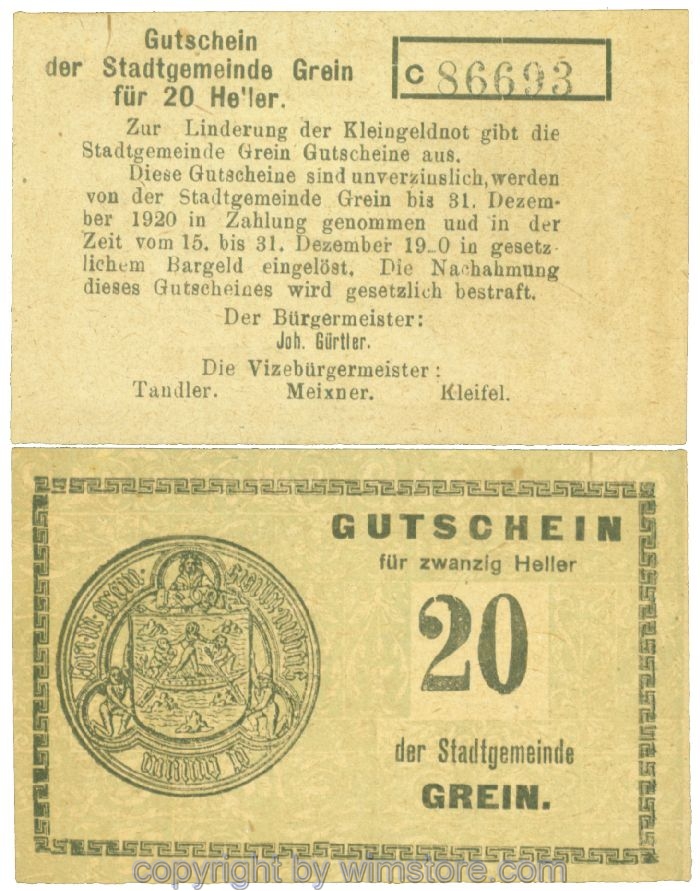 Gutschein
der Stadtgemeinde Grein
für 20 He'ler.
C 86693
Zur Linderung der Kleingeldnot gibt die
Stadtgemeinde Grein Gutscheine aus.
Diese Gutscheine sind unverzinslich, werden
von der Stadtgemeinde Grein bis 31. Dezem-
ber 1920 in Zahlung genommen und in der
Zeit vom 15. bis 31. Dezember 19_0 in gesetz-
lichem Bargeld eingelöst. Die Nachahmung
dieses Gutscheines wird gesetzlich bestraft.
Der Bürgermeister:
Joh. Gürtler.
Die Vizebürgermeister:
Tandler. Meixner. Kleifel.
GUTSCHEIN
für zwanzig Heller
20
der Stadtgemeinde
GREIN.
copyright by wimstore.com